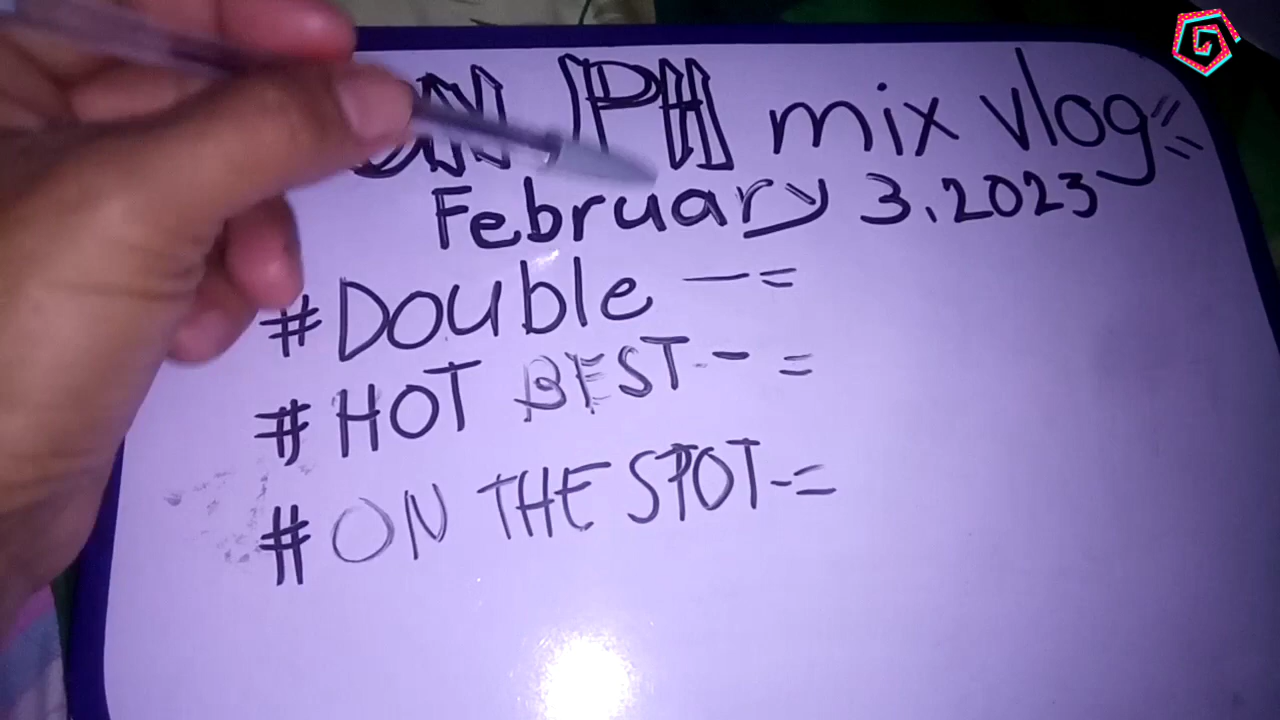 PH mix vlog
February 3.2023
#Double -=
#HOT BEST-- =
#ON THE SPOT-=